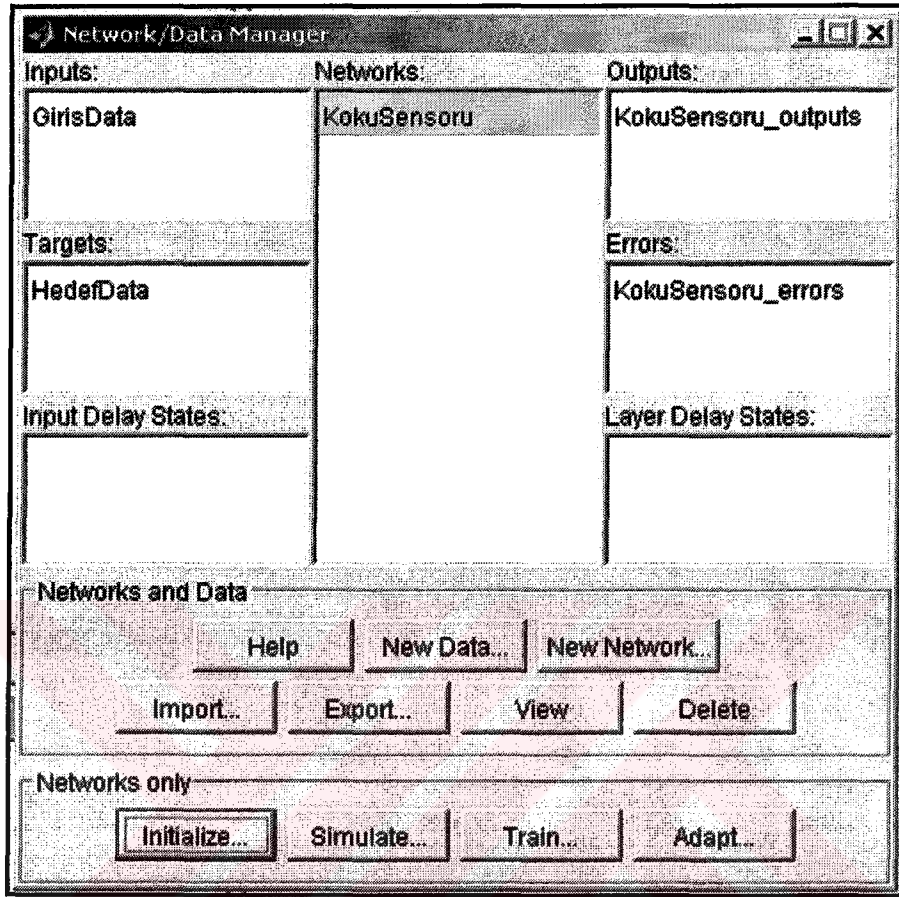 Network/Data Manager
Inputs:
GirisData
Networks:
KokuSensoru
Outputs:
KokuSensoru_outputs
Targets:
HedefData
Errors:
KokuSensoru_errors
Input Delay States:
Layer Delay States:
Networks and Data
Help
New Data...
New Network...
Import...
Export...
View
Delete
Networks only
Initialize...
Simulate...
Train...
Adapt...